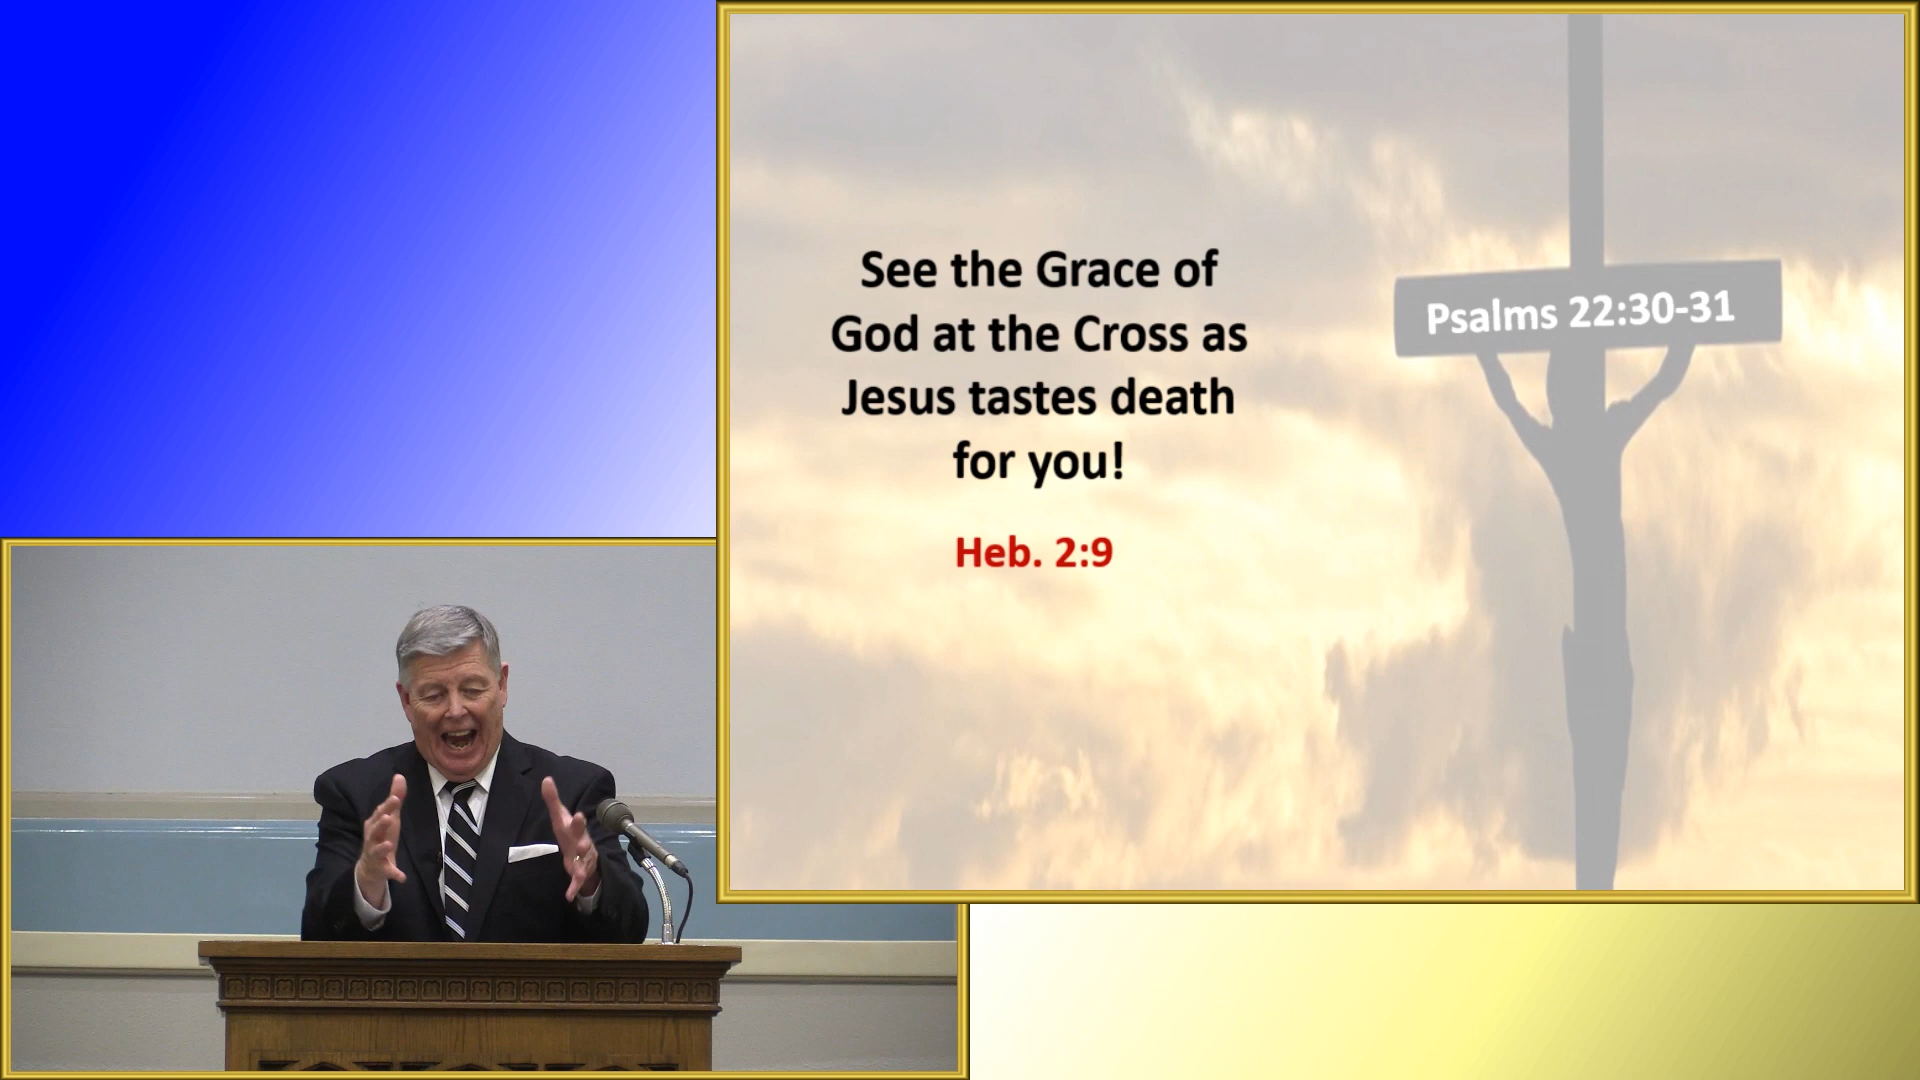 See the Grace of
God at the Cross as
Jesus tastes death
for you!
Heb. 2:9
Psalms 22:30-31